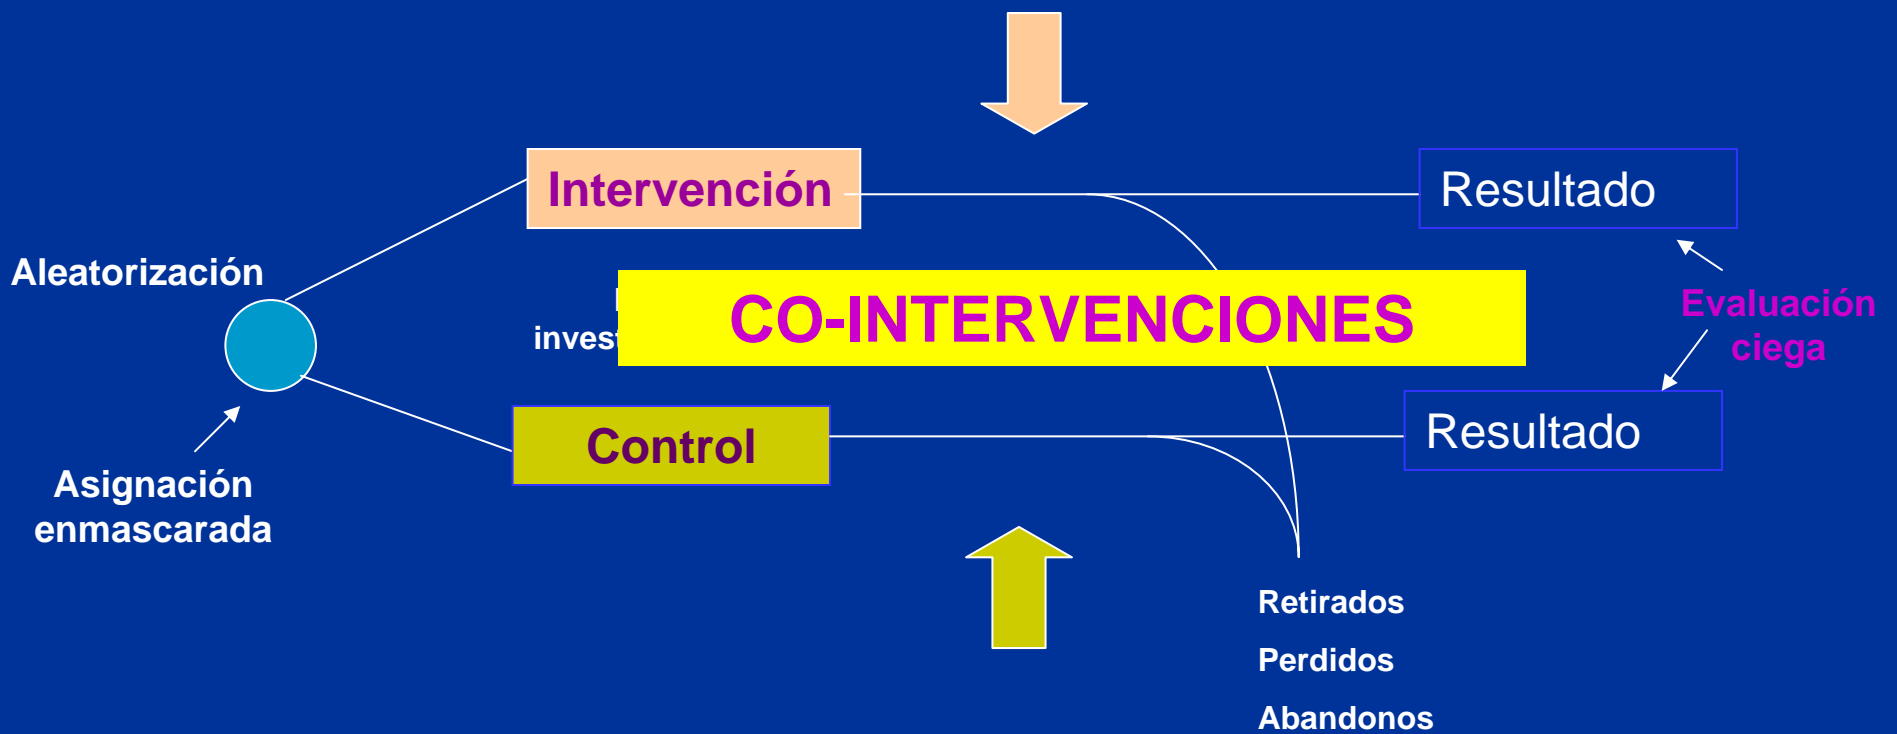 Intervención
Resultado
Aleatorización
CO-INTERVENCIONES
Evaluación
ciega
Control
Resultado
Asignación
enmascarada
Retirados
Perdidos
Abandonos